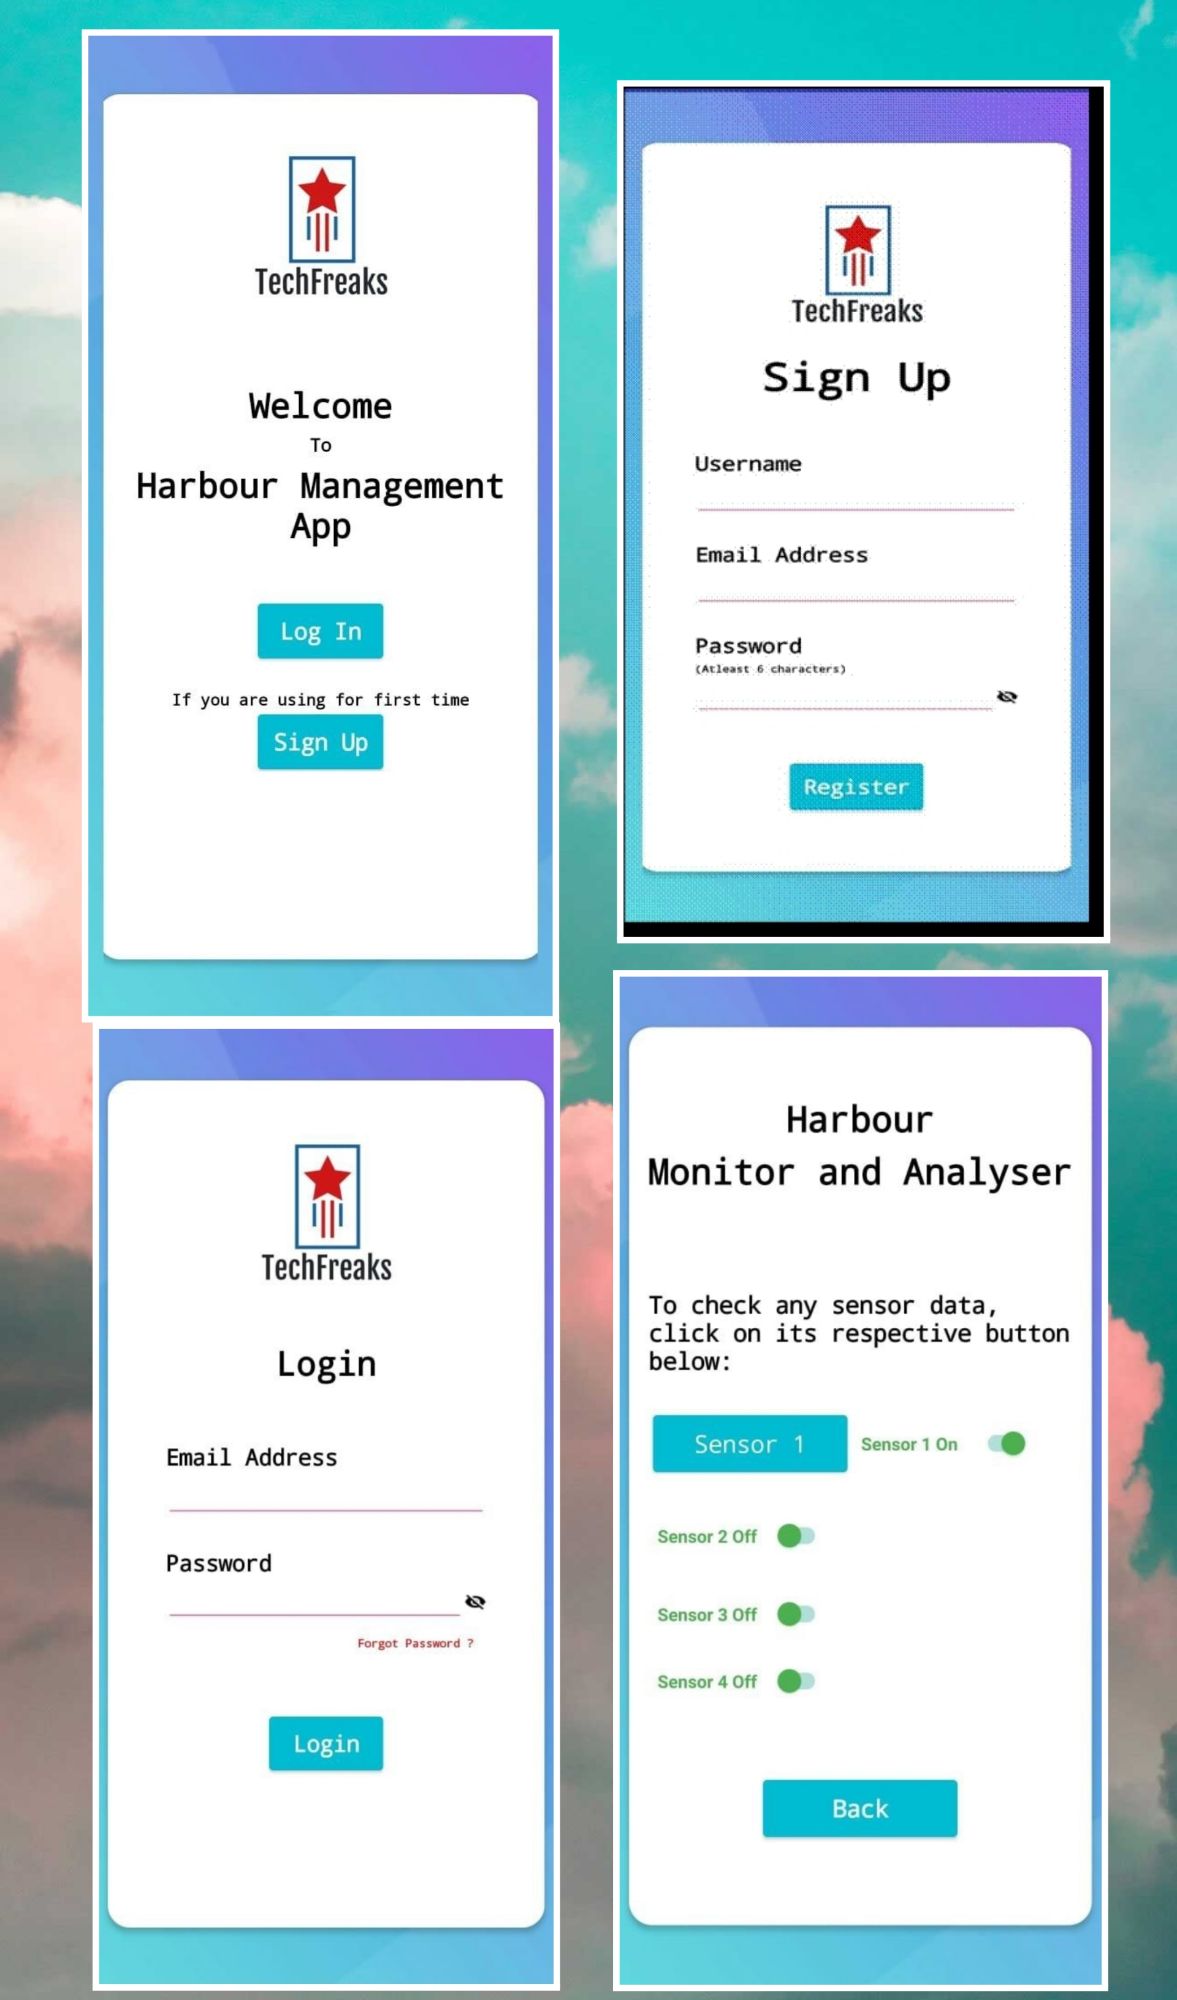 TechFreaks
Welcome
To
Harbour Management
App
Log In
If you are using for first time
Sign Up
TechFreaks
Sign Up
Username
Email Address
Password
(Atleast 6 characters)
Register
TechFreaks
Login
Email Address
Password
Forgot Password ?
Login
Harbour
Monitor and Analyser
To check any sensor data,
click on its respective button
below:
Sensor 1
Sensor 1 On
Sensor 2 Off
Sensor 3 Off
Sensor 4 Off
Back